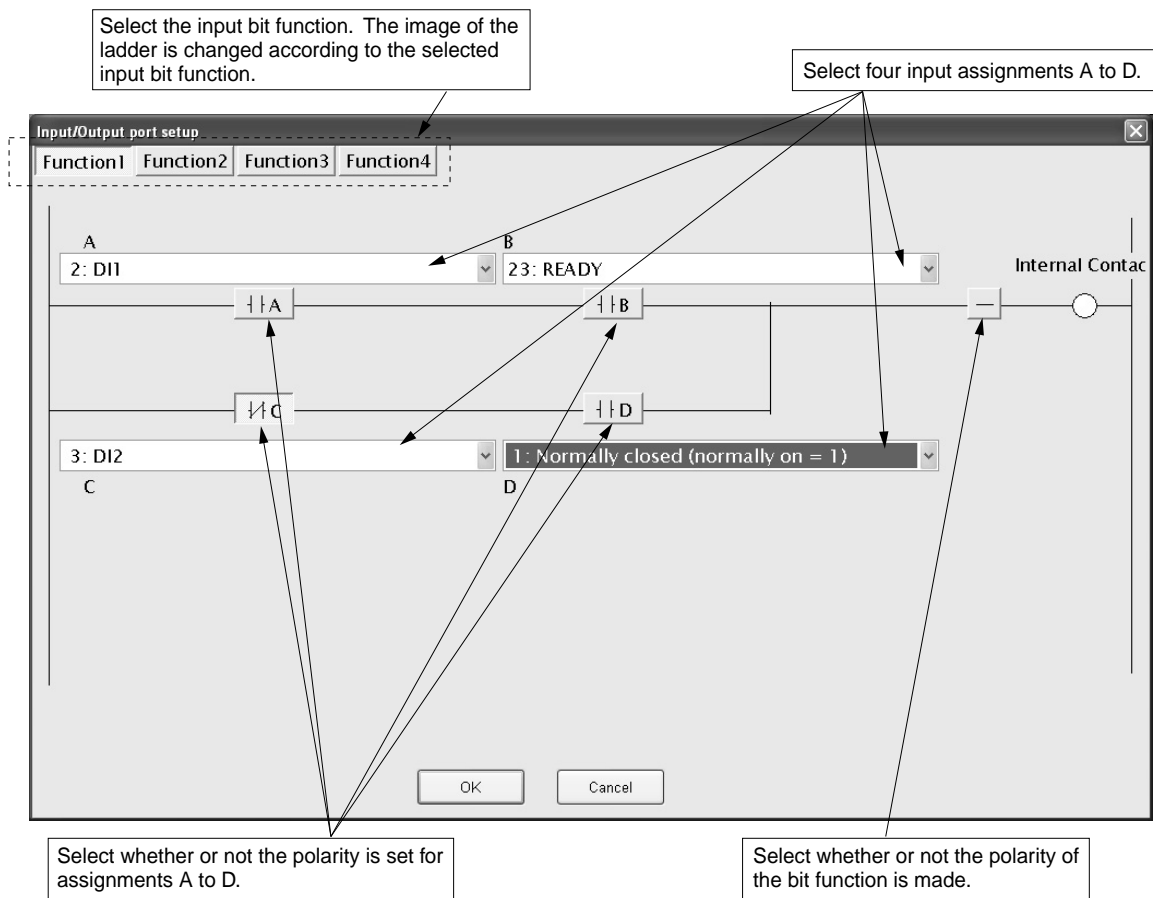 Select the input bit function. The image of the
ladder is changed according to the selected
input bit function.
Select four input assignments A to D.
Input/Output port setup
Function1 Function2 Function3 Function4
A
B
2: DI1
23: READY
Internal Contac
A
B
C
D
3: DI2
1: Normally closed (normally on = 1)
C
D
OK
Cancel
Select whether or not the polarity is set for
assignments A to D.
Select whether or not the polarity of
the bit function is made.